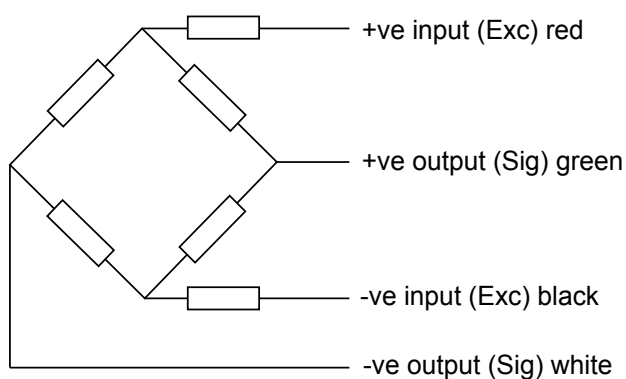 +ve input (Exc) red
+ve output (Sig) green
-ve input (Exc) black
-ve output (Sig) white